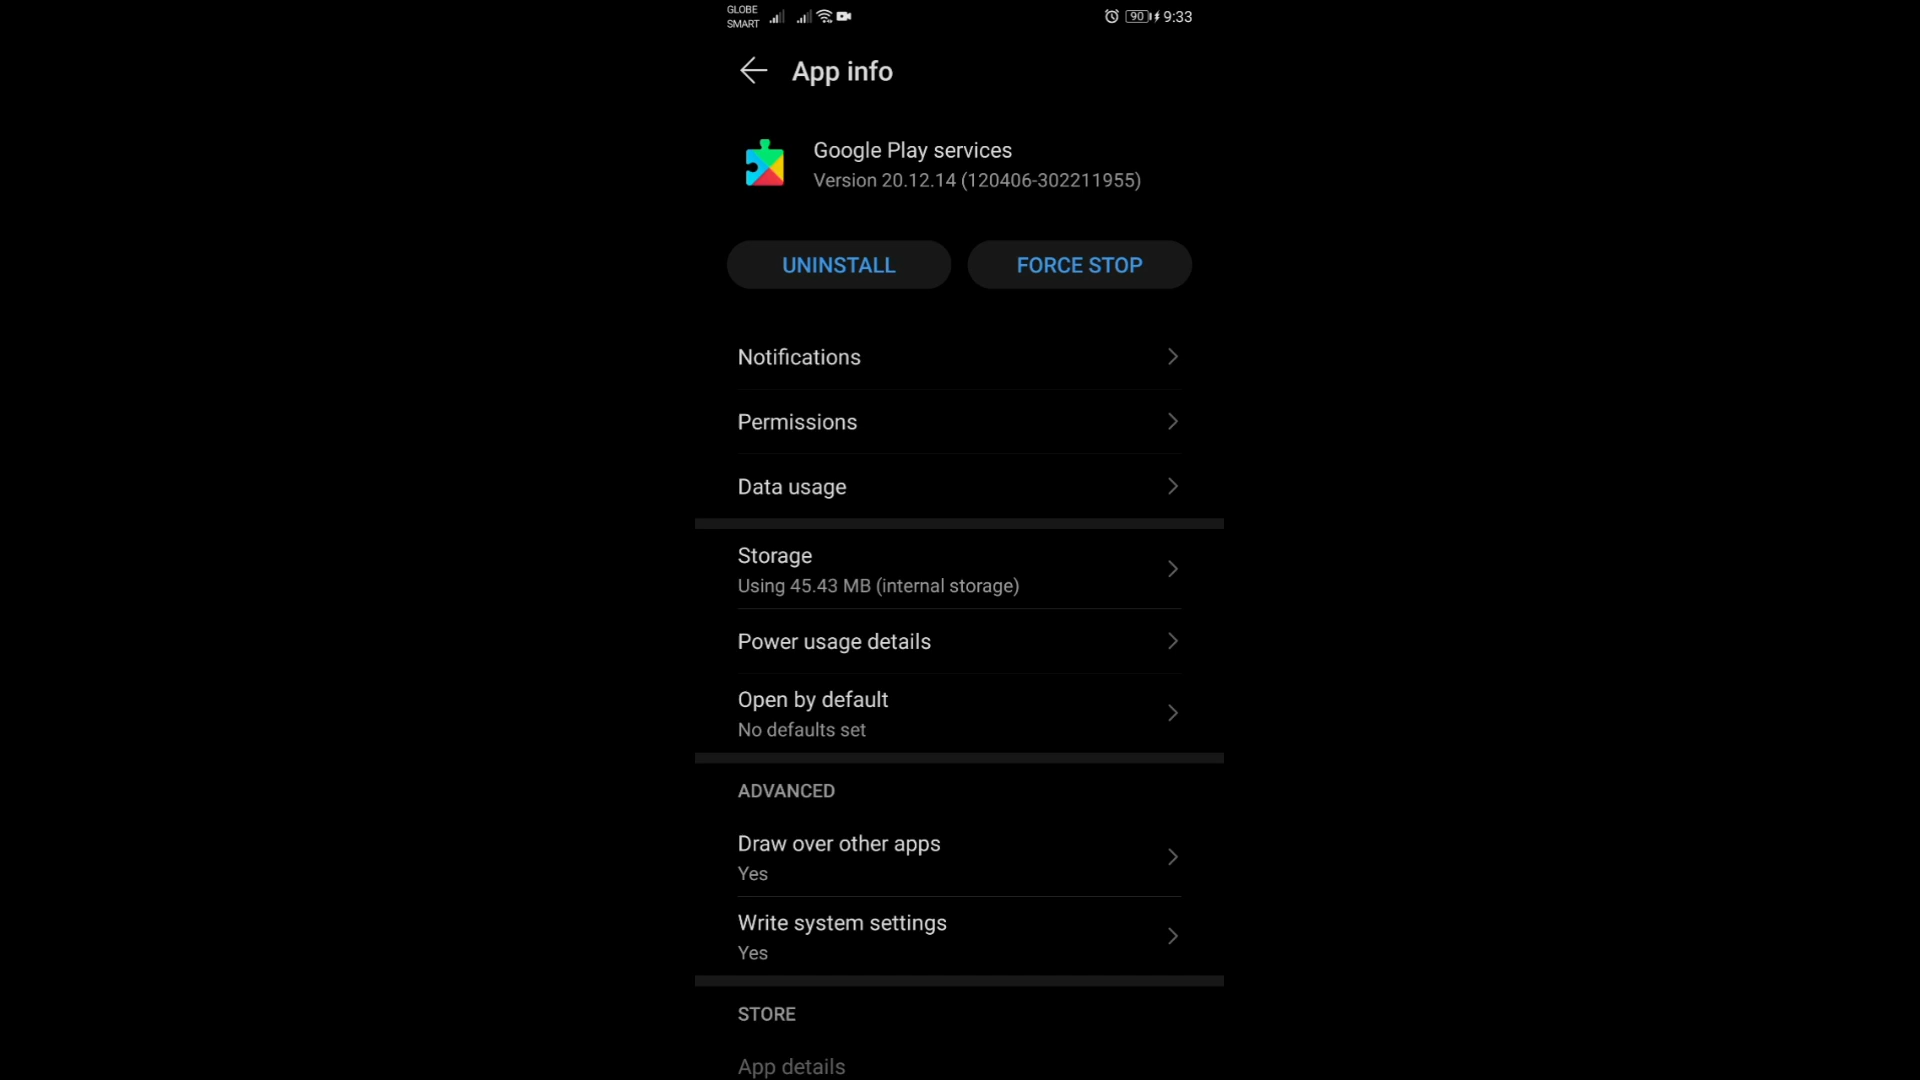 GLOBE
SMART
90 9:33
App info
Google Play services
Version 20.12.14 (120406-302211955)
UNINSTALL FORCE STOP
Notifications
Permissions
Data usage
Storage
Using 45.43 MB (internal storage)
Power usage details
Open by default
No defaults set
ADVANCED
Draw over other apps
Yes
Write system settings
Yes
STORE
App details